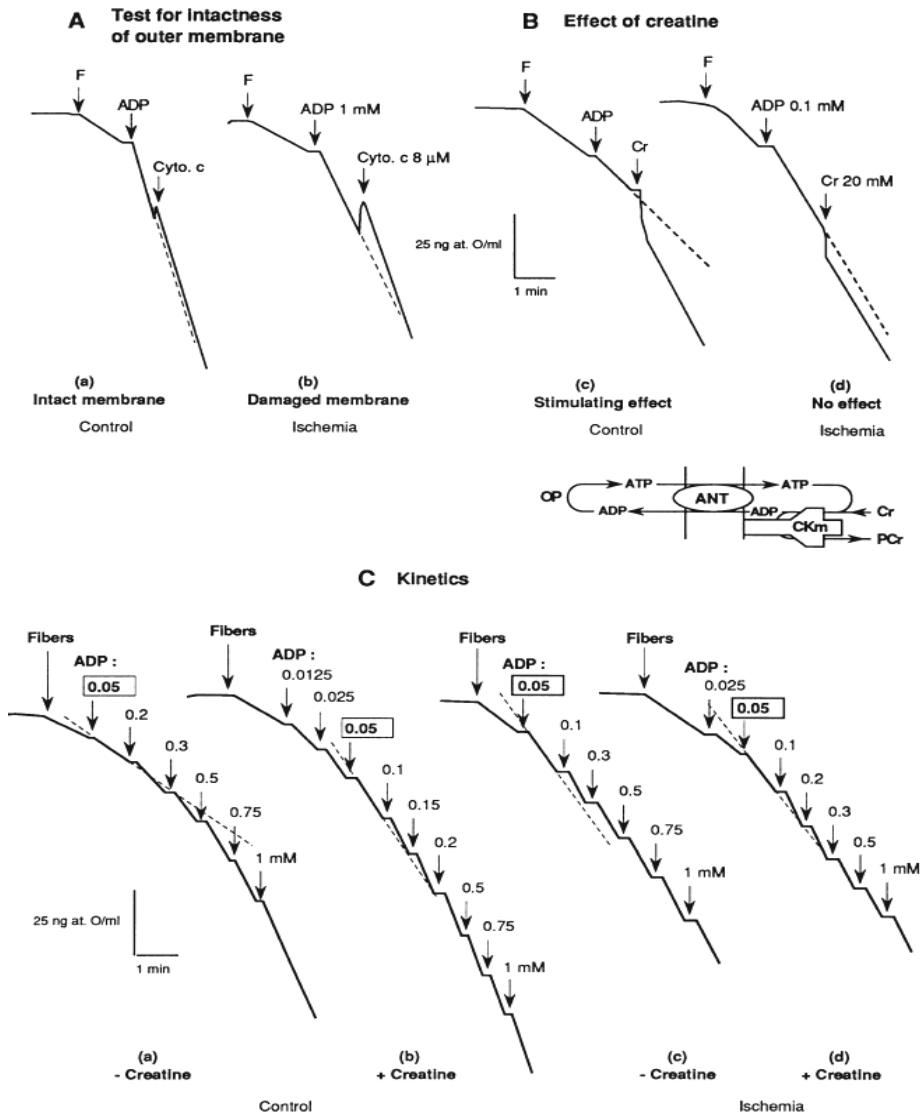 A Test for intactness
of outer membrane
F
ADP
Cyto. c
F
ADP 1 mM
Cyto. c 8 µM
(a)
Intact membrane
Control
(b)
Damaged membrane
Ischemia
B Effect of creatine
F
ADP
Cr
25 ng at. O/ml
1 min
F
ADP 0.1 mM
Cr 20 mM
(c)
Stimulating effect
Control
(d)
No effect
Ischemia
OP
ATP
ADP
ANT
ATP
ADP
CKm
Cr
PCr
C Kinetics
Fibers
ADP :
0.05
0.2
0.3
0.5
0.75
1 mM
25 ng at. O/ml
1 min
Fibers
ADP :
0.0125
0.025
0.05
0.1
0.15
0.2
0.5
0.75
1 mM
Fibers
ADP :
0.05
0.1
0.3
0.5
0.75
1 mM
Fibers
ADP :
0.025
0.05
0.1
0.2
0.3
0.5
1 mM
(a)
- Creatine
(b)
+ Creatine
Control
(c)
- Creatine
(d)
+ Creatine
Ischemia